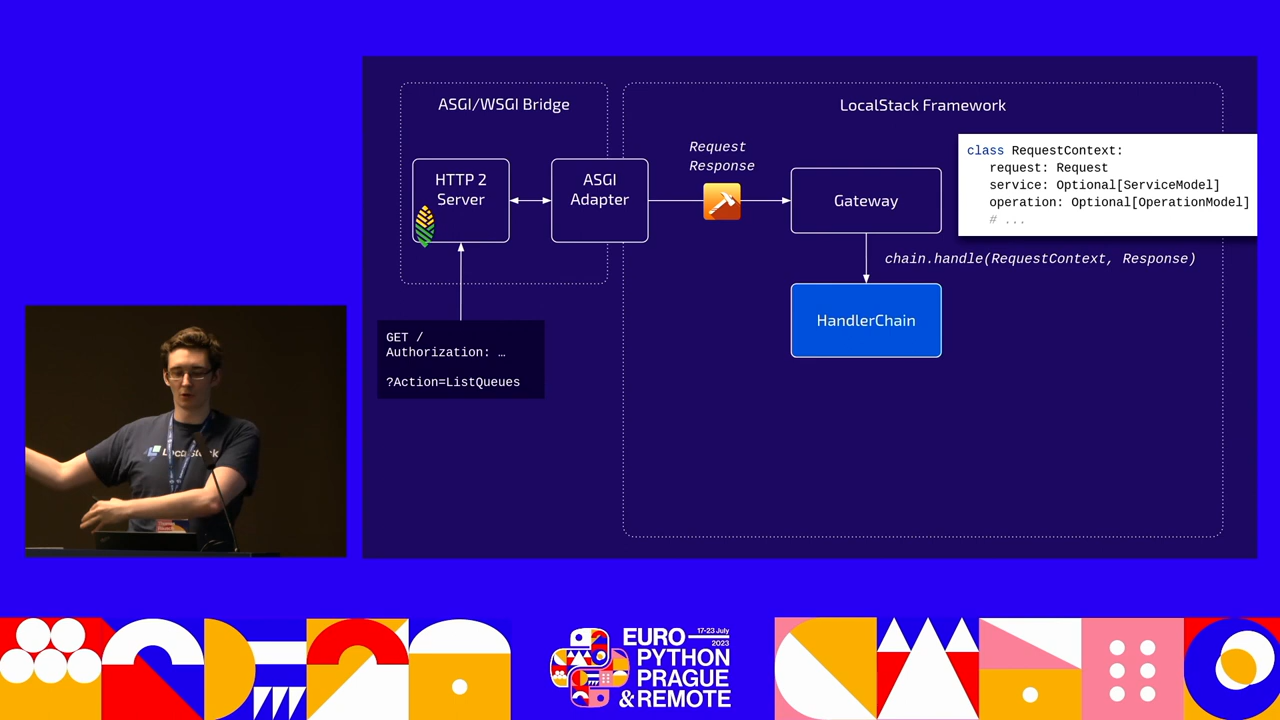 ASGI/WSGI Bridge
HTTP 2
Server
ASGI
Adapter
GET /
Authorization: …
?Action=ListQueues
LocalStack Framework
Request
Response
Gateway
class RequestContext:
request: Request
service: Optional[ServiceModel]
operation: Optional[OperationModel]
# ...
chain.handle(RequestContext, Response)
HandlerChain
LocalStack
EURO
17-23 July
2023
PYTHON
PRAGUE
& REMOTE